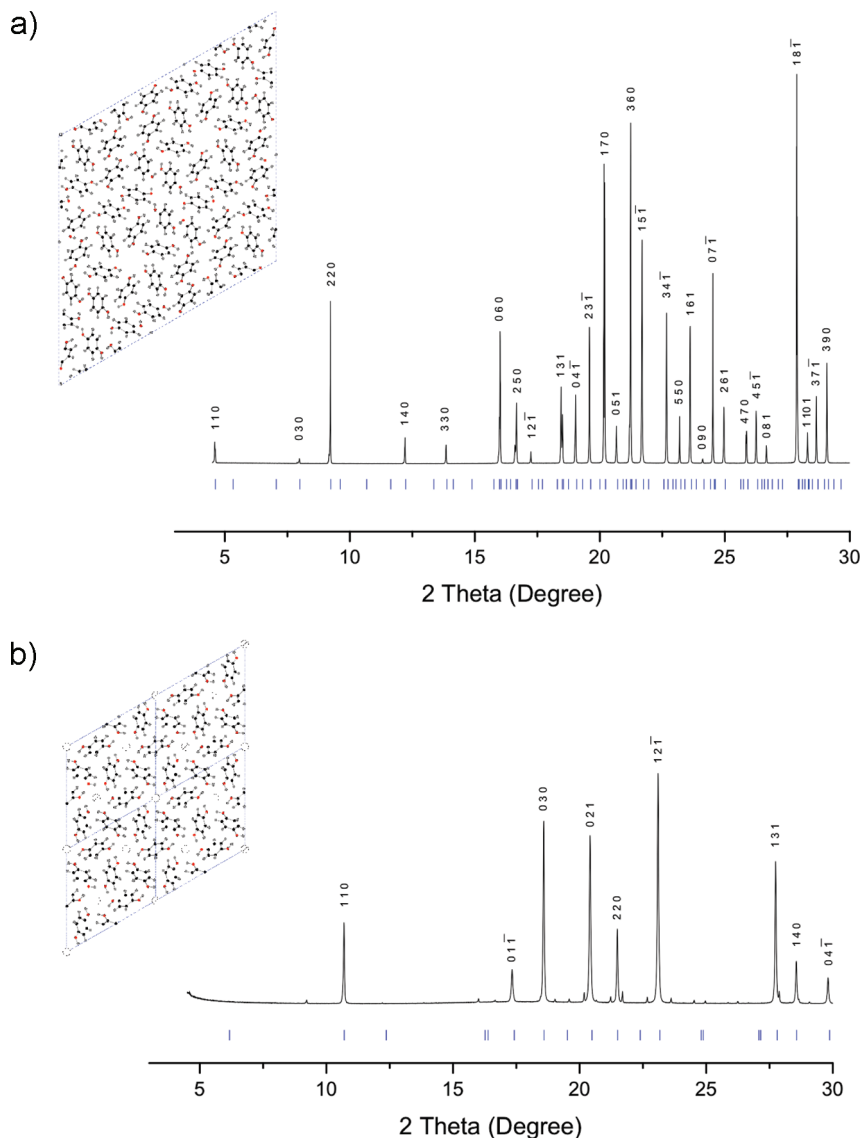 a)
1 1 0
0 3 0
2 2 0
1 4 0
3 3 0
0 6 0
2 5 0
1 2 1̄
1 3 1
0 4 1̄
2 3 1̄
1 7 0
0 5 1
3 6 0
1 5 1̄
3 4 1̄
5 5 0
1 6 1
0 9 0
0 7 1̄
2 6 1
4 7 0
4 5 1̄
0 8 1
1 8 1̄
1 10 1
3 7 1̄
3 9 0
5 10 15 20 25 30
2 Theta (Degree)
b)
1 1 0
0 1 1̄
0 3 0
0 2 1
2 2 0
1 2 1̄
1 3 1
1 4 0
0 4 1̄
5 10 15 20 25 30
2 Theta (Degree)